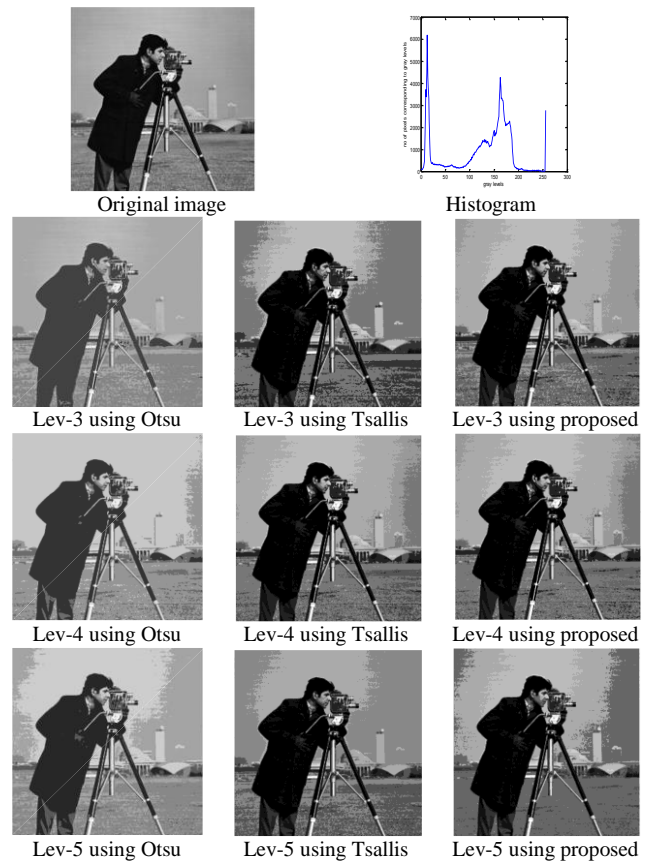 7000
6000
5000
4000
3000
2000
1000
0
no of pixels corresponding to gray levels
0 50 100 150 200 250 300
gray levels
Original image Histogram
Lev-3 using Otsu Lev-3 using Tsallis Lev-3 using proposed
Lev-4 using Otsu Lev-4 using Tsallis Lev-4 using proposed
Lev-5 using Otsu Lev-5 using Tsallis Lev-5 using proposed